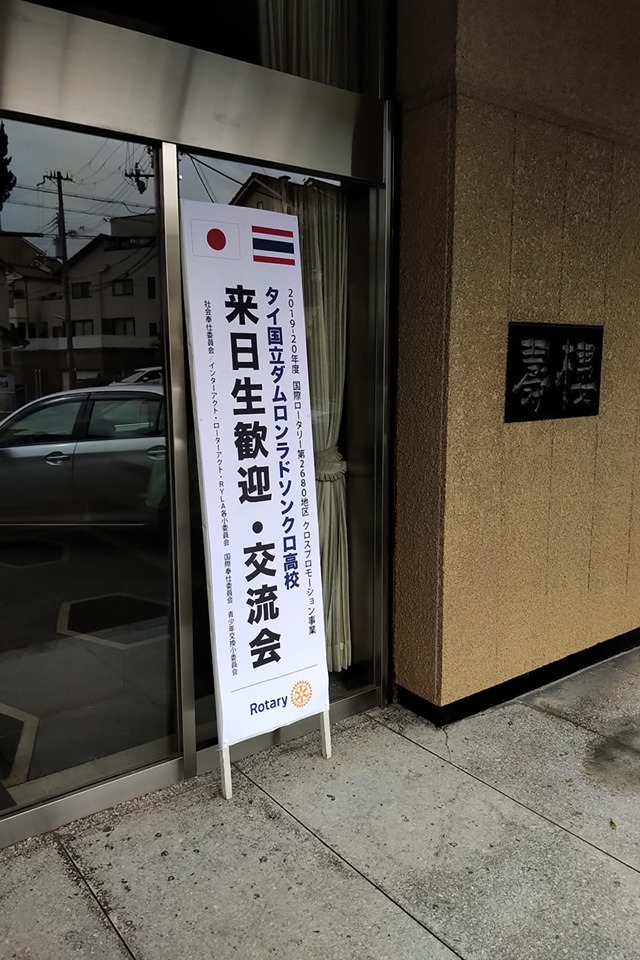 2019-20年度 国際ロータリー第2680地区 クロスプロモーション事業
タイ国立ダムロンラドソンクロ高校
来日生歓迎・交流会
社会奉仕委員会 インターアクト・ローターアクト・RYLA各小委員会 国際奉仕委員会 青少年交換小委員会
Rotary
壽樓